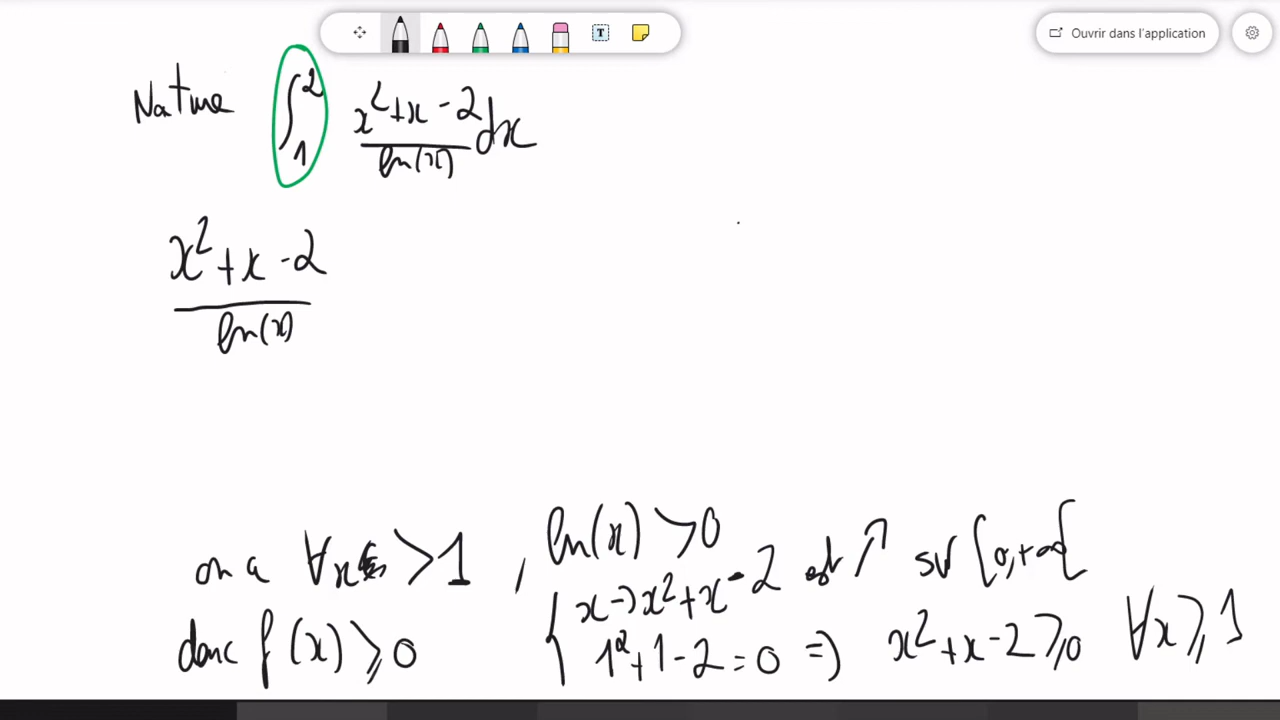 Ouvrir dans l'application
Nature ∫₁² (x²+x-2)/ln(x) dx
(x²+x-2)/ln(x)
on a ∀x >1 , ln(x) >0
x→x²+x-2 est ↗ sur [0,+∞[
donc f(x) ⩾ 0
1²+1-2=0 => x²+x-2⩾0 ∀x⩾1